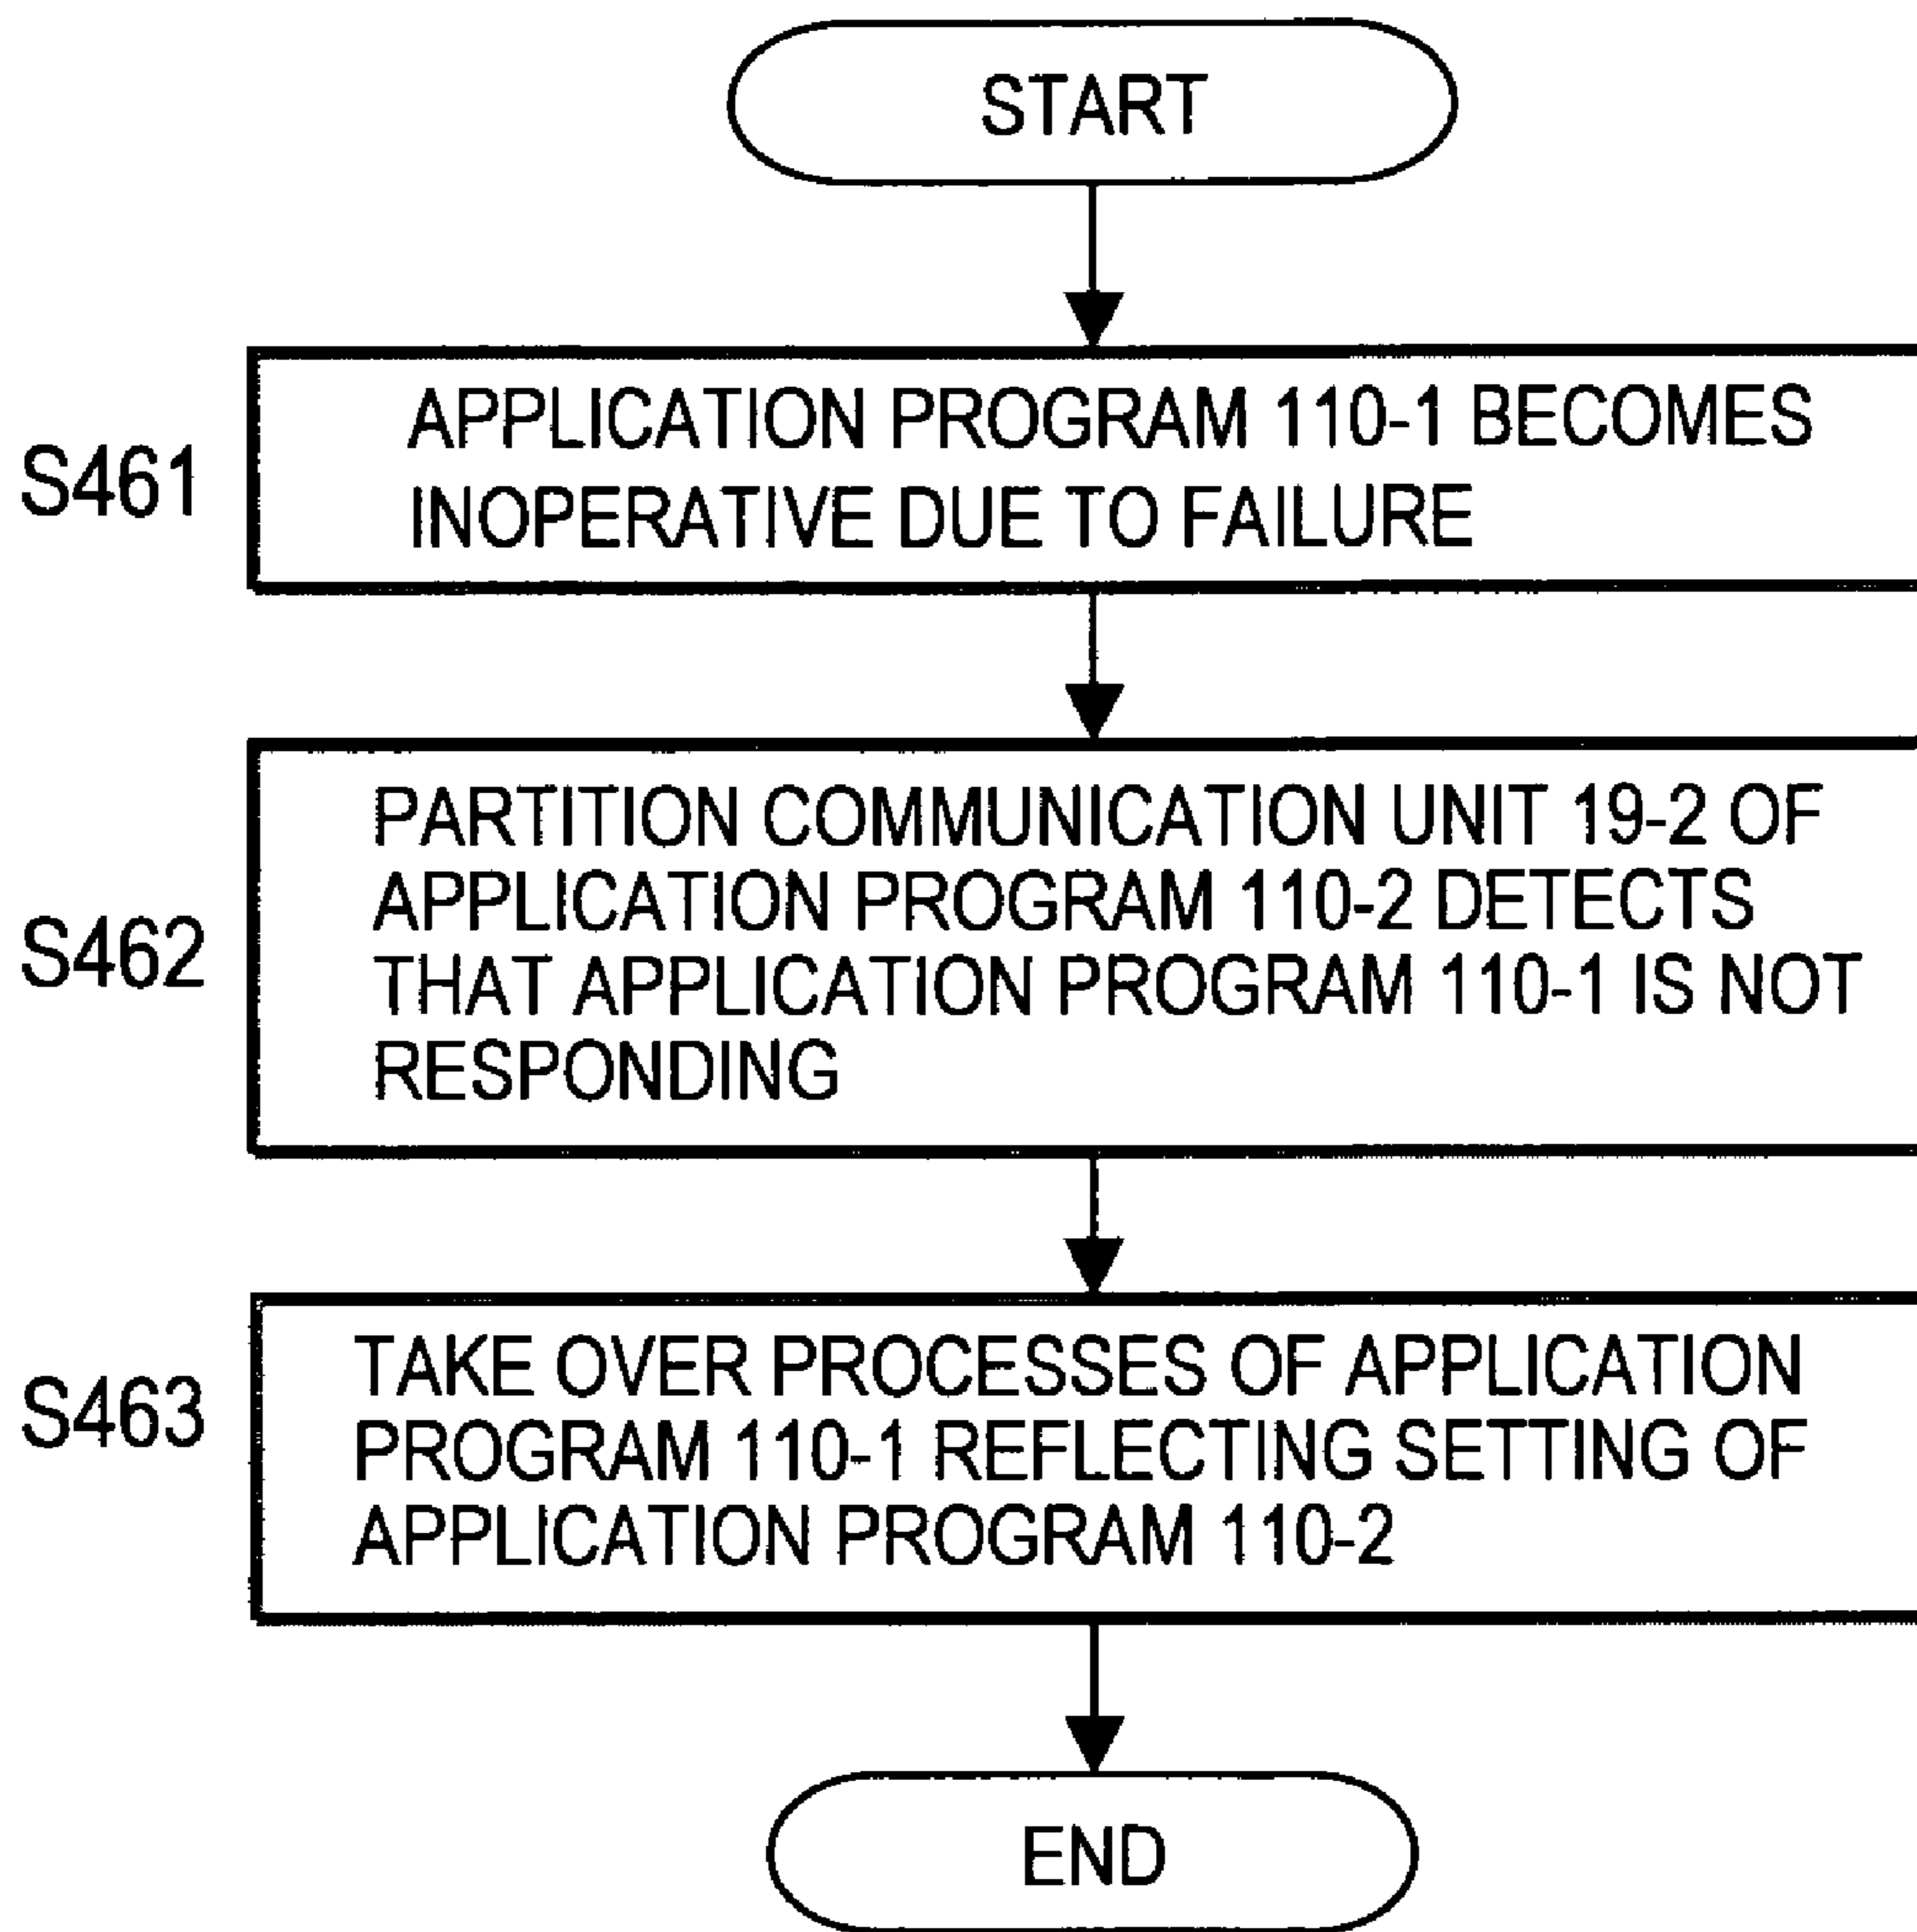 START
S461
APPLICATION PROGRAM 110-1 BECOMES
INOPERATIVE DUE TO FAILURE
S462
PARTITION COMMUNICATION UNIT 19-2 OF
APPLICATION PROGRAM 110-2 DETECTS
THAT APPLICATION PROGRAM 110-1 IS NOT
RESPONDING
S463
TAKE OVER PROCESSES OF APPLICATION
PROGRAM 110-1 REFLECTING SETTING OF
APPLICATION PROGRAM 110-2
END